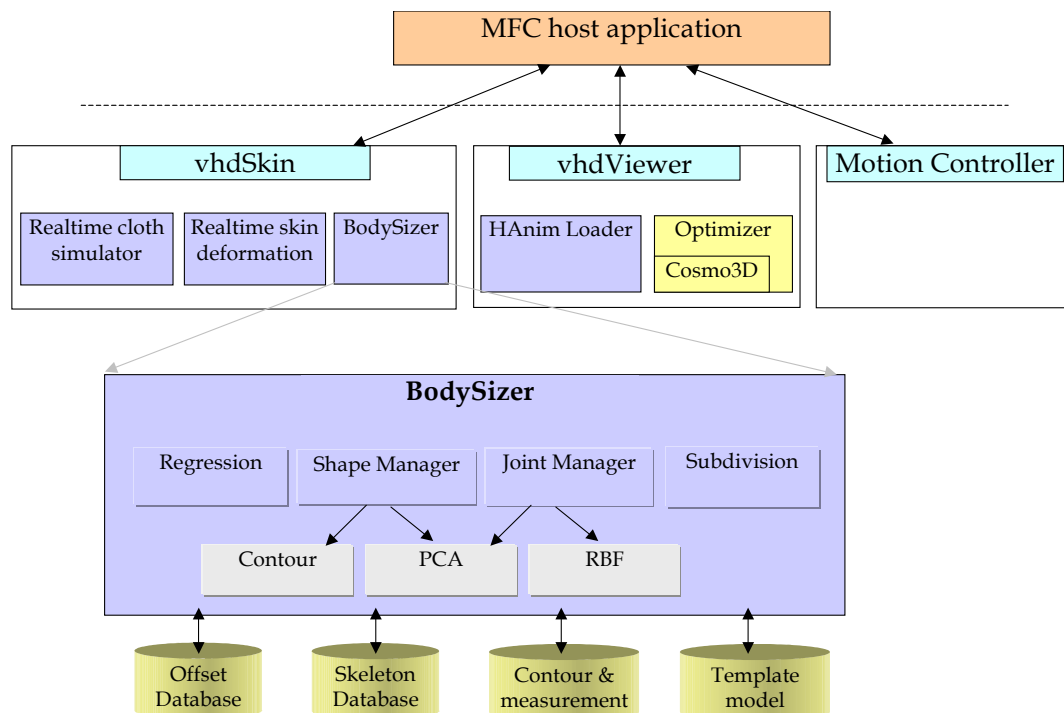 MFC host application
vhdSkin
vhdViewer
Motion Controller
Realtime cloth
simulator
Realtime skin
deformation
BodySizer
HAnim Loader
Optimizer
Cosmo3D
BodySizer
Regression
Shape Manager
Joint Manager
Subdivision
Contour
PCA
RBF
Offset
Database
Skeleton
Database
Contour &
measurement
Template
model